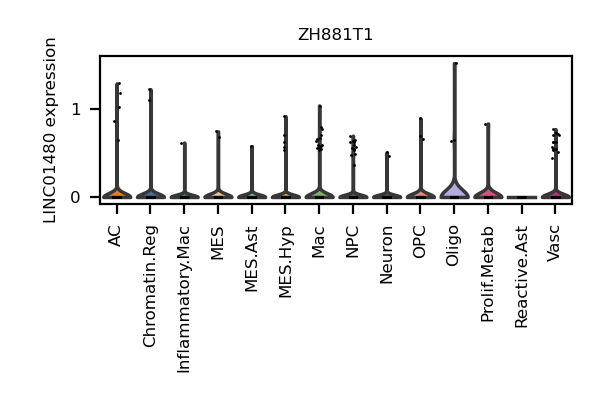 ZH881T1
LINC01480 expression
1
0
AC
Chromatin.Reg
Inflammatory.Mac
MES
MES.Ast
MES.Hyp
Mac
NPC
Neuron
OPC
Oligo
Prolif.Metab
Reactive.Ast
Vasc